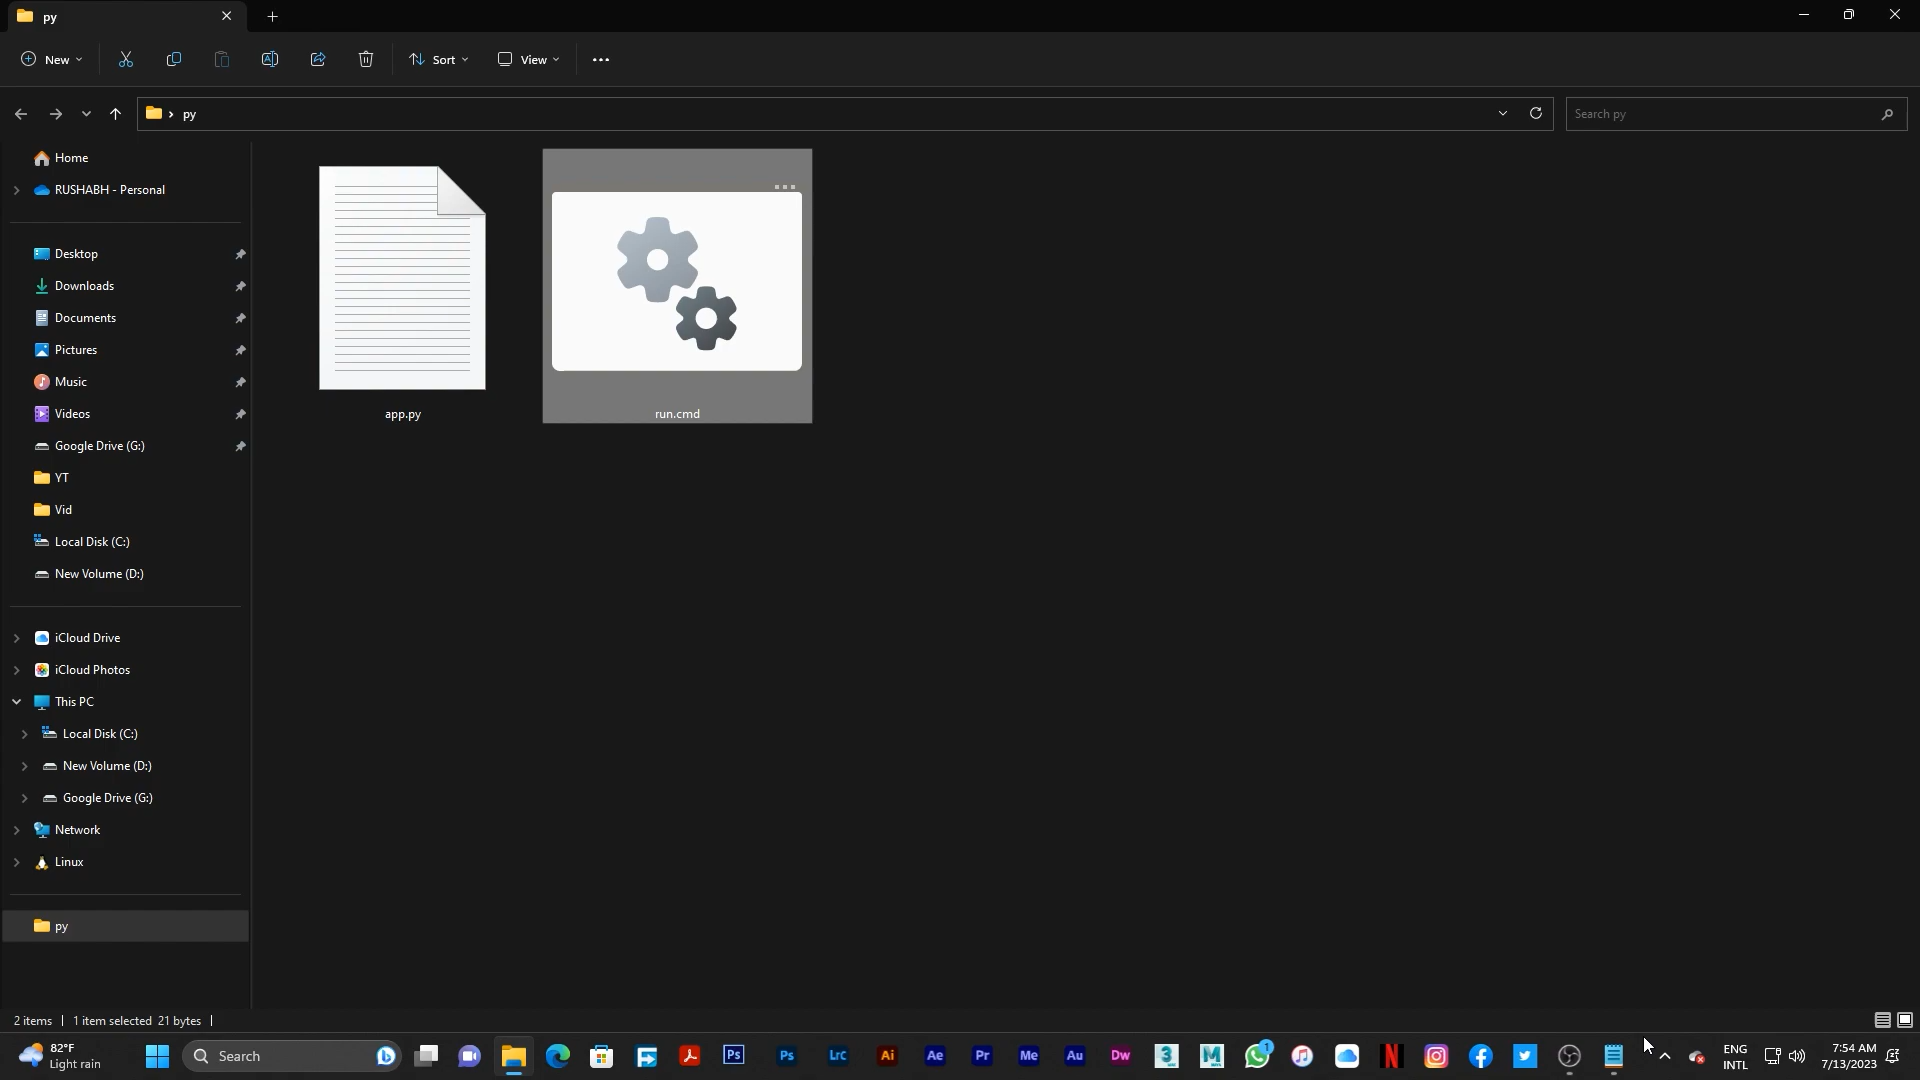 py
New
Sort
View
py
Search py
Home
RUSHABH - Personal
Desktop
Downloads
Documents
Pictures
Music
Videos
Google Drive (G:)
YT
Vid
Local Disk (C:)
New Volume (D:)
iCloud Drive
iCloud Photos
This PC
Local Disk (C:)
New Volume (D:)
Google Drive (G:)
Network
Linux
py
app.py
run.cmd
2 items
1 item selected 21 bytes
82°F
Light rain
Search
Ps
Ps
LrC
Ai
Ae
Pr
Me
Au
Dw
3
M
1
N
ENG
INTL
7:54 AM
7/13/2023